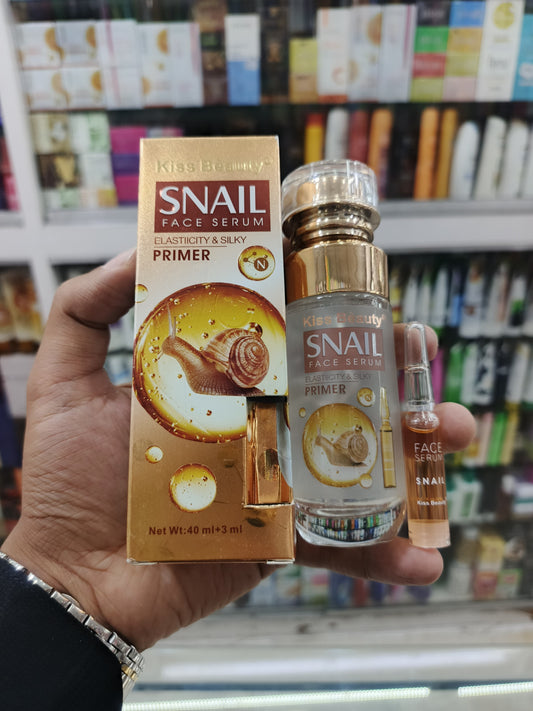 Kiss Beauty
SNAIL
FACE SERUM
ELASTIICITY & SILKY
PRIMER
N
Net Wt: 40 ml+3 ml
Kiss Beauty
SNAIL
FACE SERUM
ELASTIICITY & SILKY
PRIMER
FACE
SERUM
SNAIL
Kiss Beauty